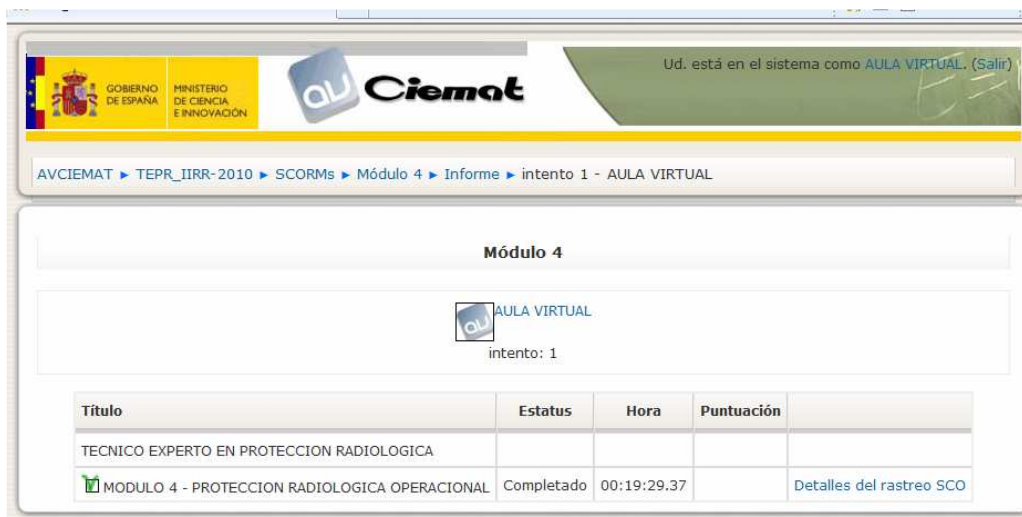 GOBIERNO DE ESPAÑA
MINISTERIO DE CIENCIA E INNOVACIÓN
au Ciemat
Ud. está en el sistema como AULA VIRTUAL. (Salir)
AVCIEMAT ► TEPR_IIRR-2010 ► SCORMs ► Módulo 4 ► Informe ► intento 1 - AULA VIRTUAL
Módulo 4
au AULA VIRTUAL
intento: 1
Título Estatus Hora Puntuación
TECNICO EXPERTO EN PROTECCION RADIOLOGICA
MODULO 4 - PROTECCION RADIOLOGICA OPERACIONAL Completado 00:19:29.37 Detalles del rastreo SCO